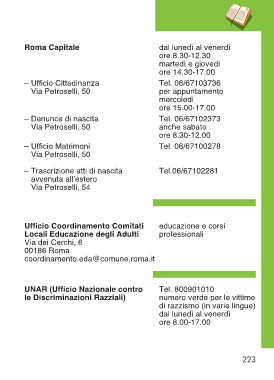 Roma Capitale
dal lunedì al venerdì
ore 8.30-12.30
martedì e giovedì
ore 14.30-17.00
– Ufficio Cittadinanza
Via Petroselli, 50
Tel. 06/67103736
per appuntamento
mercoledì
ore 15.00-17.00
– Denunce di nascita
Via Petroselli, 50
Tel. 06/67102373
anche sabato
ore 8.30-12.00
– Ufficio Matrimoni
Via Petroselli, 50
Tel. 06/67100278
– Trascrizione atti di nascita
avvenuta all'estero
Via Petroselli, 54
Tel.06/67102281
Ufficio Coordinamento Comitati
Locali Educazione degli Adulti
Via dei Cerchi, 6
00186 Roma
coordinamento.eda@comune.roma.it
educazione e corsi
professionali
UNAR (Ufficio Nazionale contro
le Discriminazioni Razziali)
Tel. 800901010
numero verde per le vittime
di razzismo (in varie lingue)
dal lunedì al venerdì
ore 8.00-17.00
223